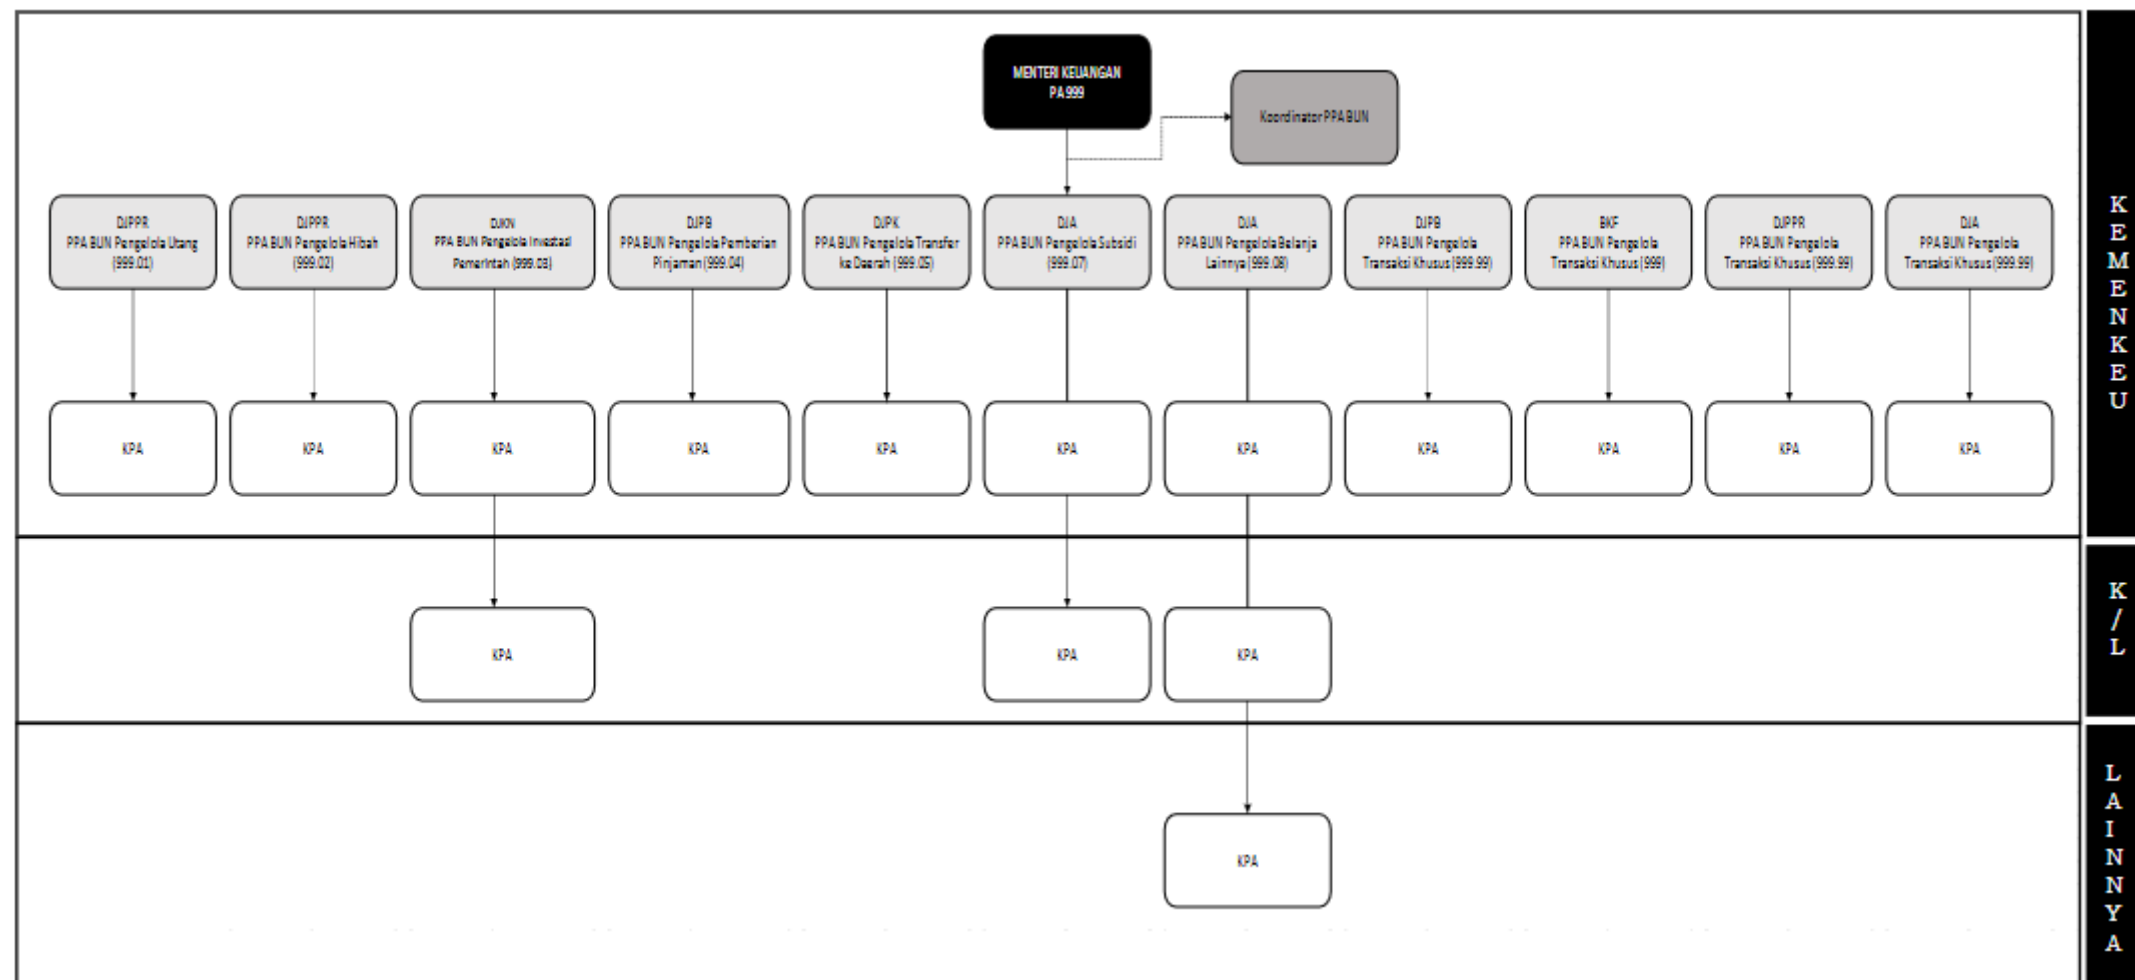 MENTERI KEUANGAN
PA 999
Koordinator PPA BUN
DJPPR
PPA BUN Pengelola Utang
(999.01)
DJPPR
PPA BUN Pengelola Hibah
(999.02)
DJKN
PPA BUN Pengelola Investasi
Pemerintah (999.03)
DJPB
PPA BUN Pengelola Pemberian
Pinjaman (999.04)
DJPK
PPA BUN Pengelola Transfer
ke Daerah (999.05)
DJA
PPA BUN Pengelola Subsidi
(999.07)
DJA
PPA BUN Pengelola Belanja
Lainnya (999.08)
DJPB
PPA BUN Pengelola
Transaksi Khusus (999.99)
BKF
PPA BUN Pengelola
Transaksi Khusus (999)
DJPPR
PPA BUN Pengelola
Transaksi Khusus (999.99)
DJA
PPA BUN Pengelola
Transaksi Khusus (999.99)
KPA
KPA
KPA
KPA
KPA
KPA
KPA
KPA
KPA
KPA
KPA
KEMENKEU
KPA
KPA
KPA
K/L
KPA
LAINNYA